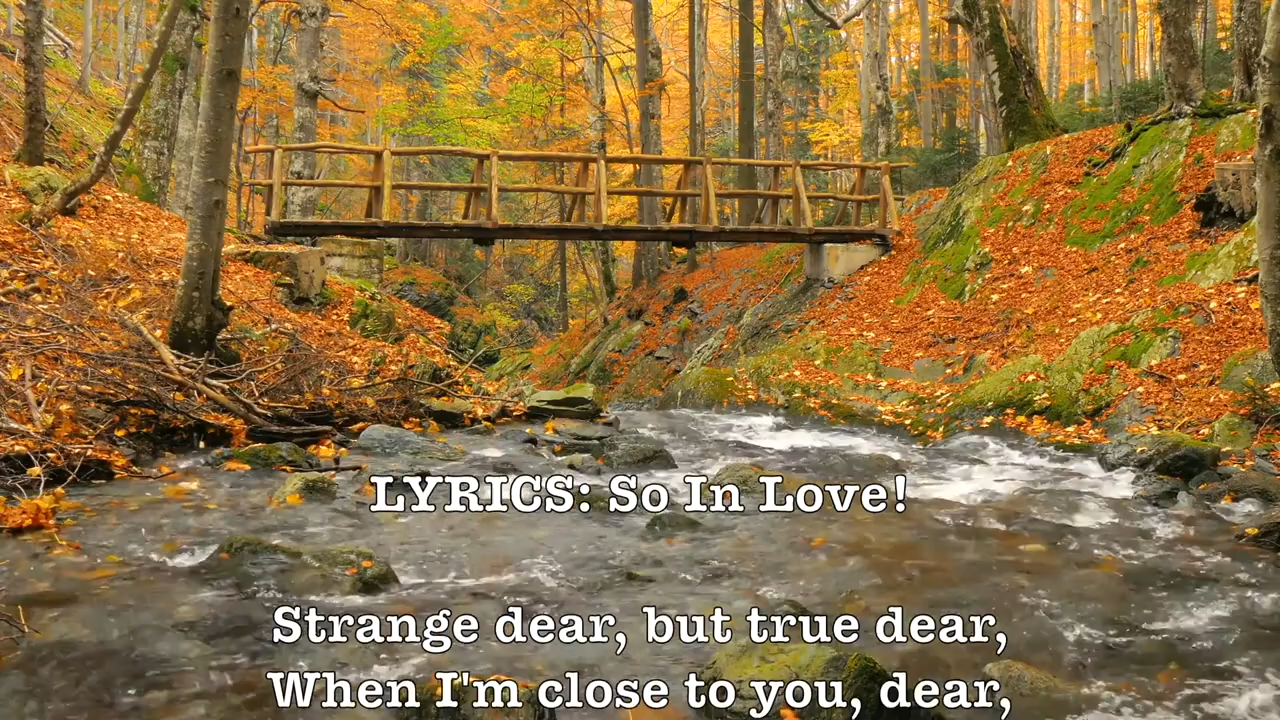 LYRICS: So In Love!
Strange dear, but true dear,
When I'm close to you, dear,